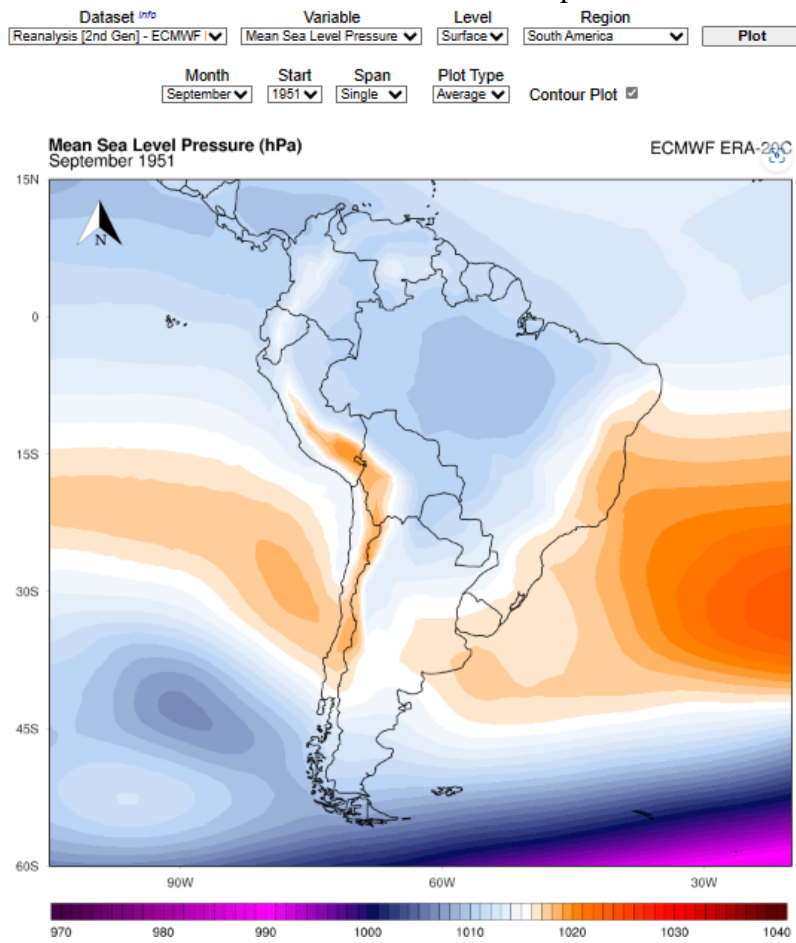 Dataset Info Variable Level Region
Reanalysis [2nd Gen] - ECMWF Mean Sea Level Pressure Surface South America Plot
Month Start Span Plot Type
September 1951 Single Average Contour Plot
Mean Sea Level Pressure (hPa) ECMWF ERA-20C
September 1951
15N
N
0
15S
30S
45S
60S
90W 60W 30W
970 980 990 1000 1010 1020 1030 1040